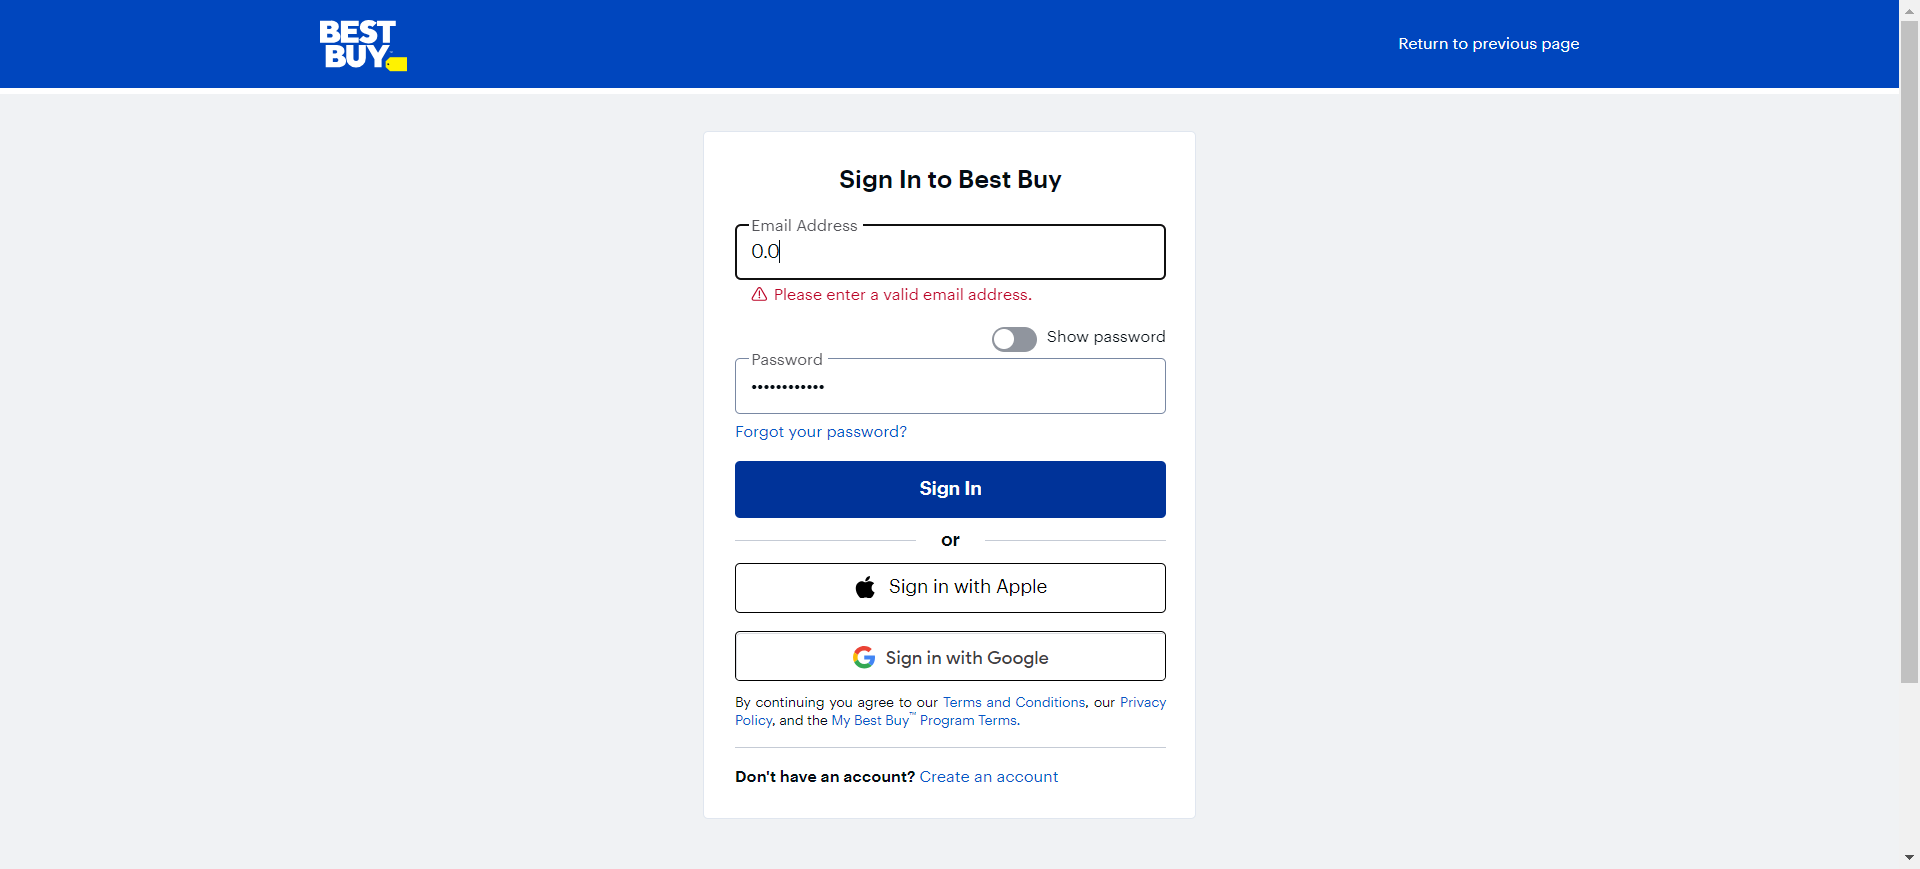 BEST
BUY
Return to previous page
Sign In to Best Buy
Email Address
0.0
Please enter a valid email address.
Show password
Password
••••••••••••
Forgot your password?
Sign In
or
Sign in with Apple
Sign in with Google
By continuing you agree to our Terms and Conditions, our Privacy
Policy, and the My Best Buy™ Program Terms.
Don't have an account? Create an account